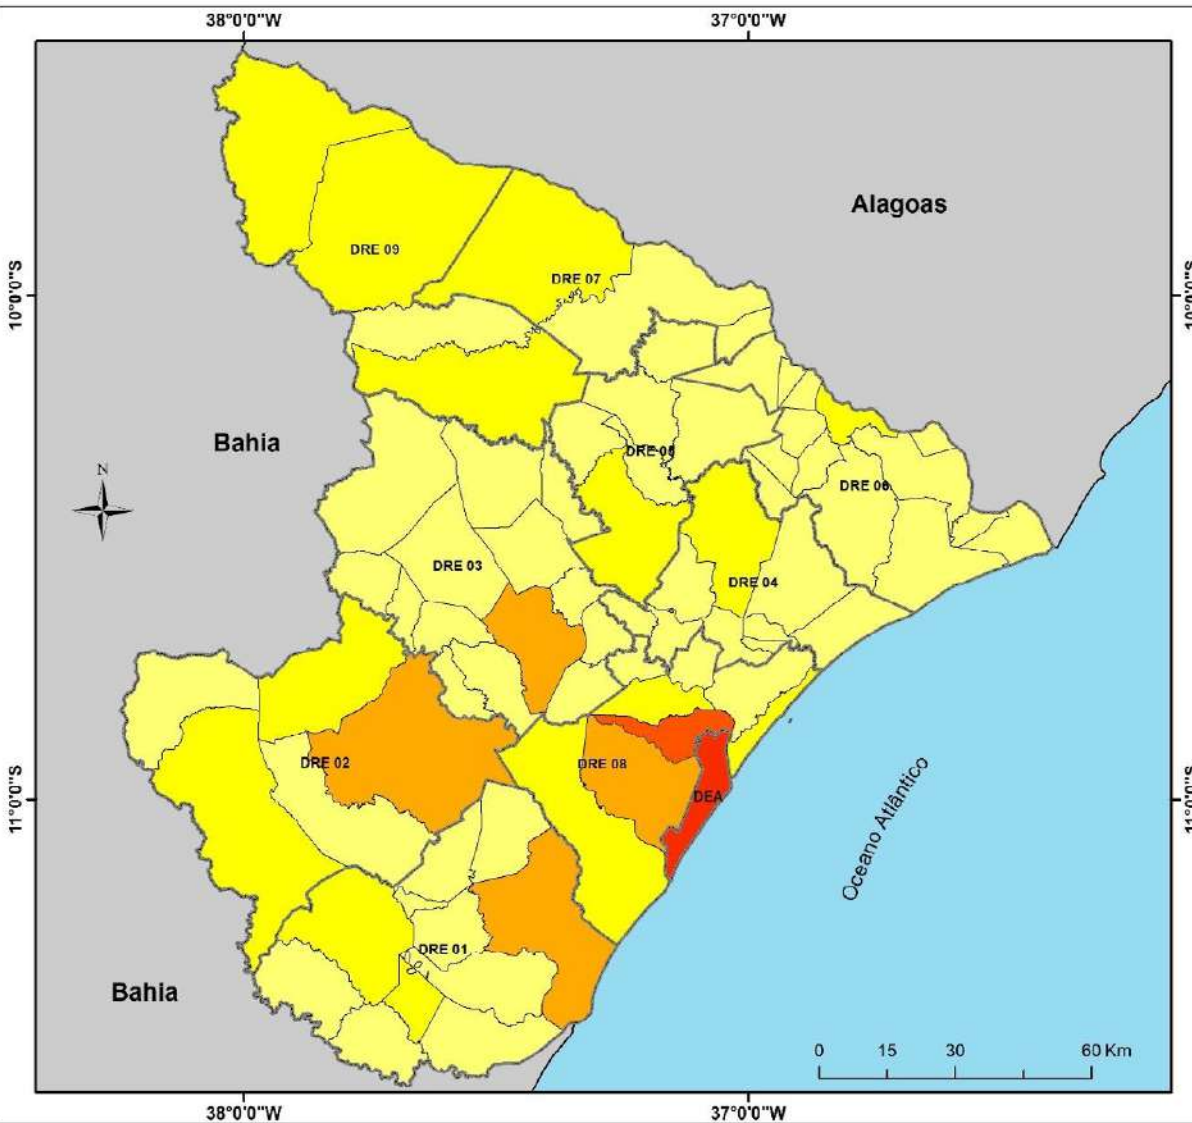 38°0'0"W
37°0'0"W
Alagoas
DRE 09
DRE 07
10°0'0"S
10°0'0"S
Bahia
N
DRE 05
DRE 06
DRE 03
DRE 04
DRE 02
DRE 08
DEA
11°0'0"S
11°0'0"S
Oceano Atlântico
DRE 01
Bahia
0 15 30 60 Km
38°0'0"W
37°0'0"W